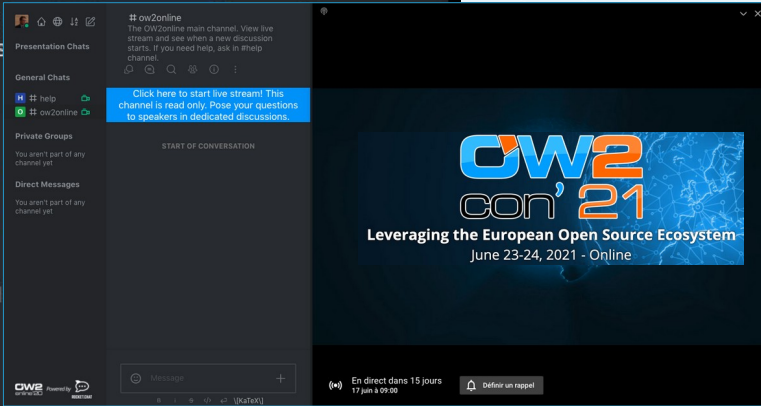 Presentation Chats
General Chats
H # help
O # ow2online
Private Groups
You aren't part of any
channel yet
Direct Messages
You aren't part of any
channel yet
OW2
online
Powered by
ROCKET.CHAT
# ow2online
The OW2online main channel. View live
stream and see when a new discussion
starts. If you need help, ask in #help
channel.
Click here to start live stream! This
channel is read only. Pose your questions
to speakers in dedicated discussions.
START OF CONVERSATION
Message
B i S </> \[KaTeX\]
OW2
con'21
Leveraging the European Open Source Ecosystem
June 23-24, 2021 - Online
En direct dans 15 jours
17 juin à 09:00
Définir un rappel